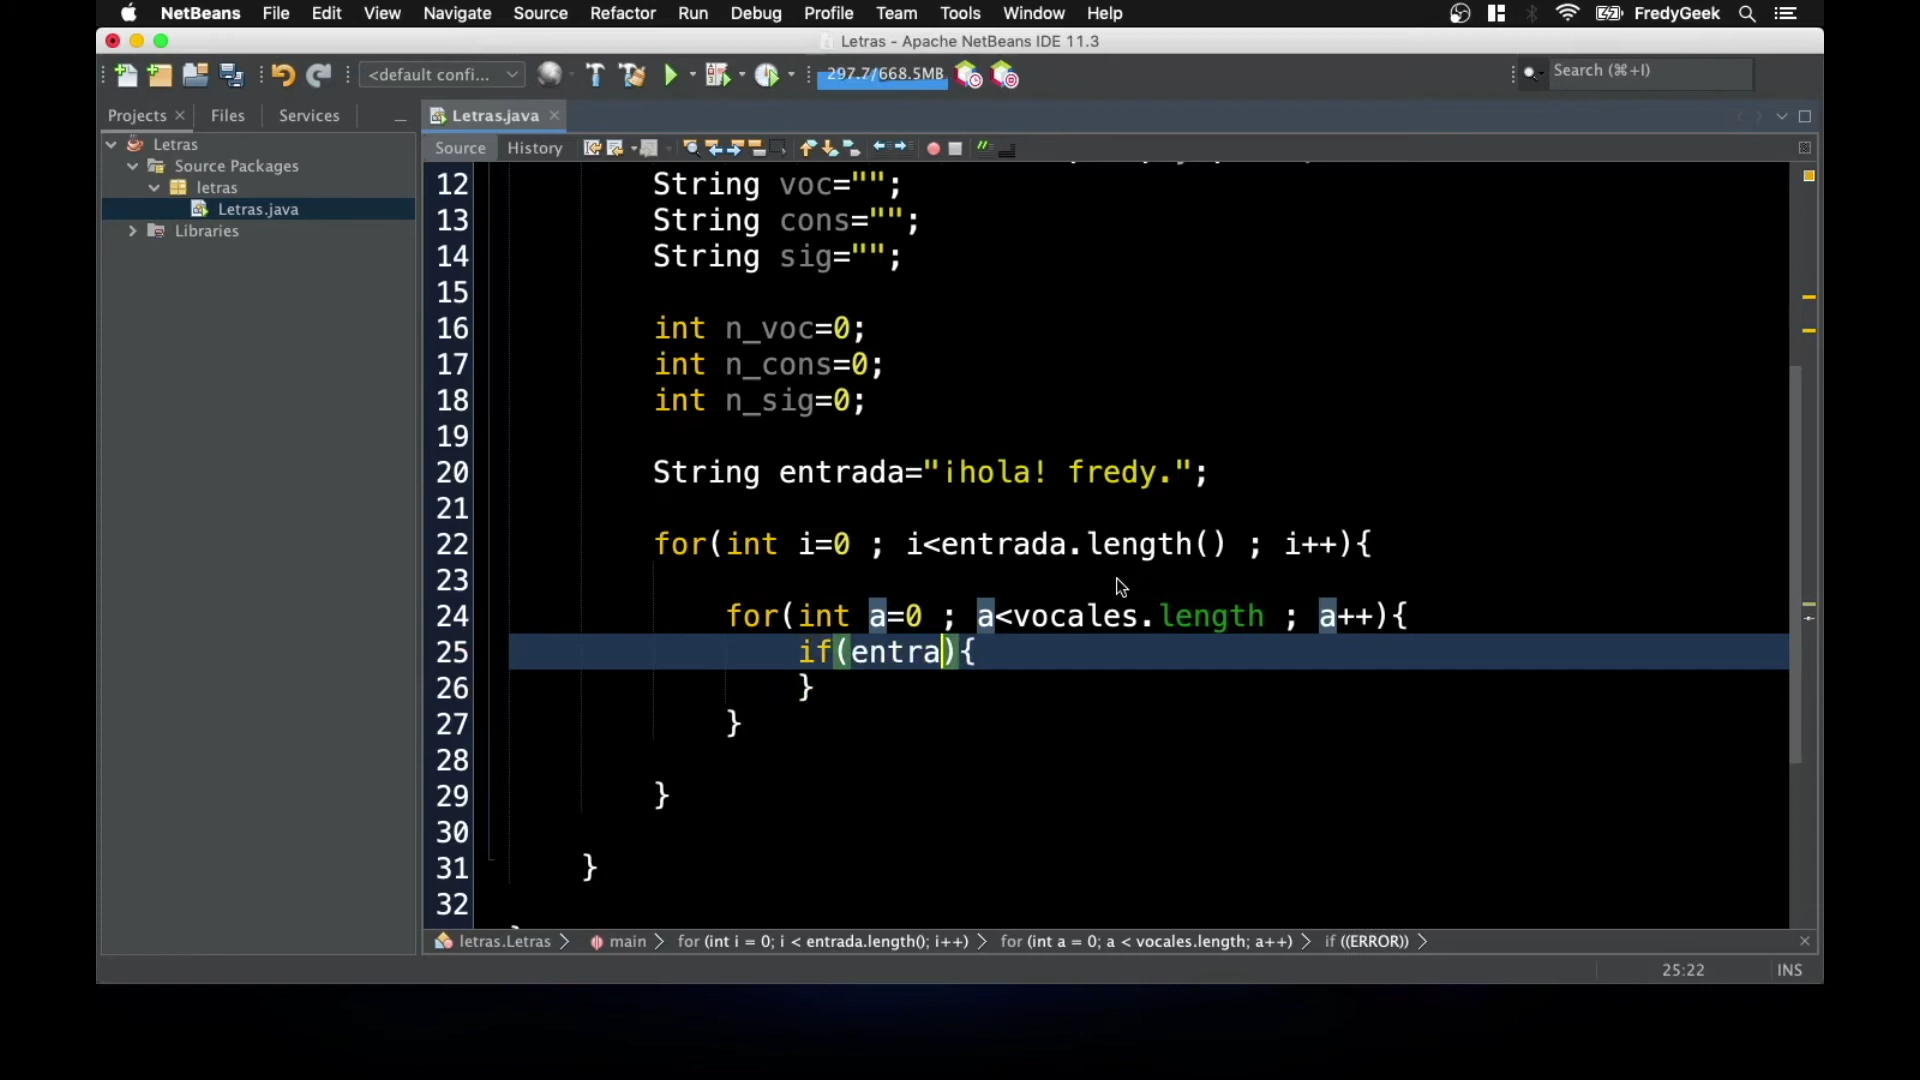 NetBeans File Edit View Navigate Source Refactor Run Debug Profile Team Tools Window Help FredyGeek
Letras - Apache NetBeans IDE 11.3
<default confi... 297.7/668.5MB Search (⌘+I)
Projects Files Services Letras.java
Source History
Letras
Source Packages
letras
Letras.java
Libraries
12 String voc="";
13 String cons="";
14 String sig="";
15
16 int n_voc=0;
17 int n_cons=0;
18 int n_sig=0;
19
20 String entrada="¡hola! fredy.";
21
22 for(int i=0 ; i<entrada.length() ; i++){
23
24 for(int a=0 ; a<vocales.length ; a++){
25 if(entra){
26 }
27 }
28
29 }
30
31 }
32
letras.Letras main for (int i = 0; i < entrada.length(); i++) for (int a = 0; a < vocales.length; a++) if ((ERROR))
25:22 INS